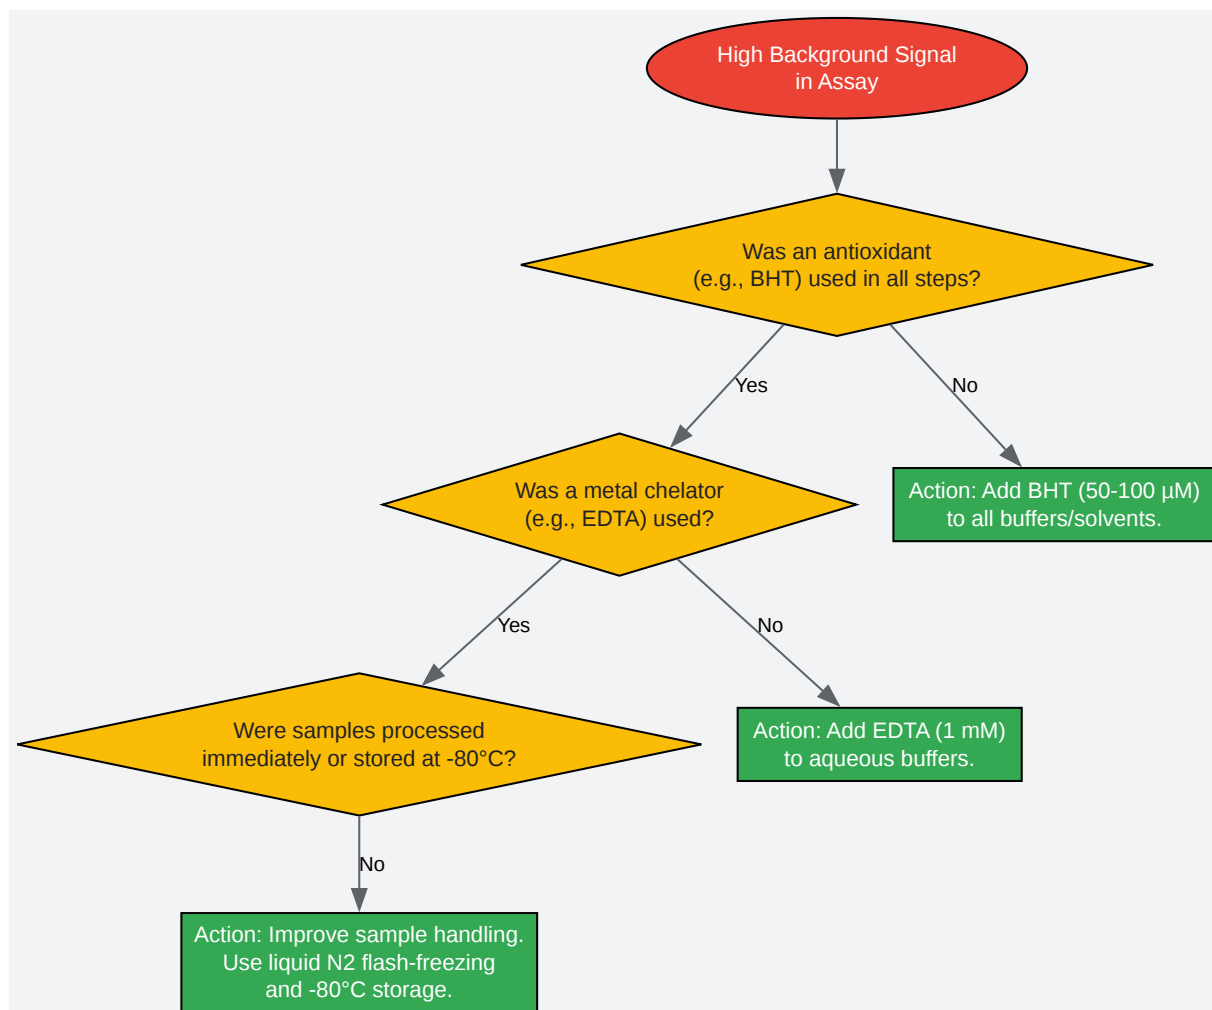 High Background Signal
in Assay
Was an antioxidant
(e.g., BHT) used in all steps?
Yes
No
Was a metal chelator
(e.g., EDTA) used?
Action: Add BHT (50-100 µM)
to all buffers/solvents.
Yes
No
Were samples processed
immediately or stored at -80°C?
Action: Add EDTA (1 mM)
to aqueous buffers.
No
Action: Improve sample handling.
Use liquid N2 flash-freezing
and -80°C storage.